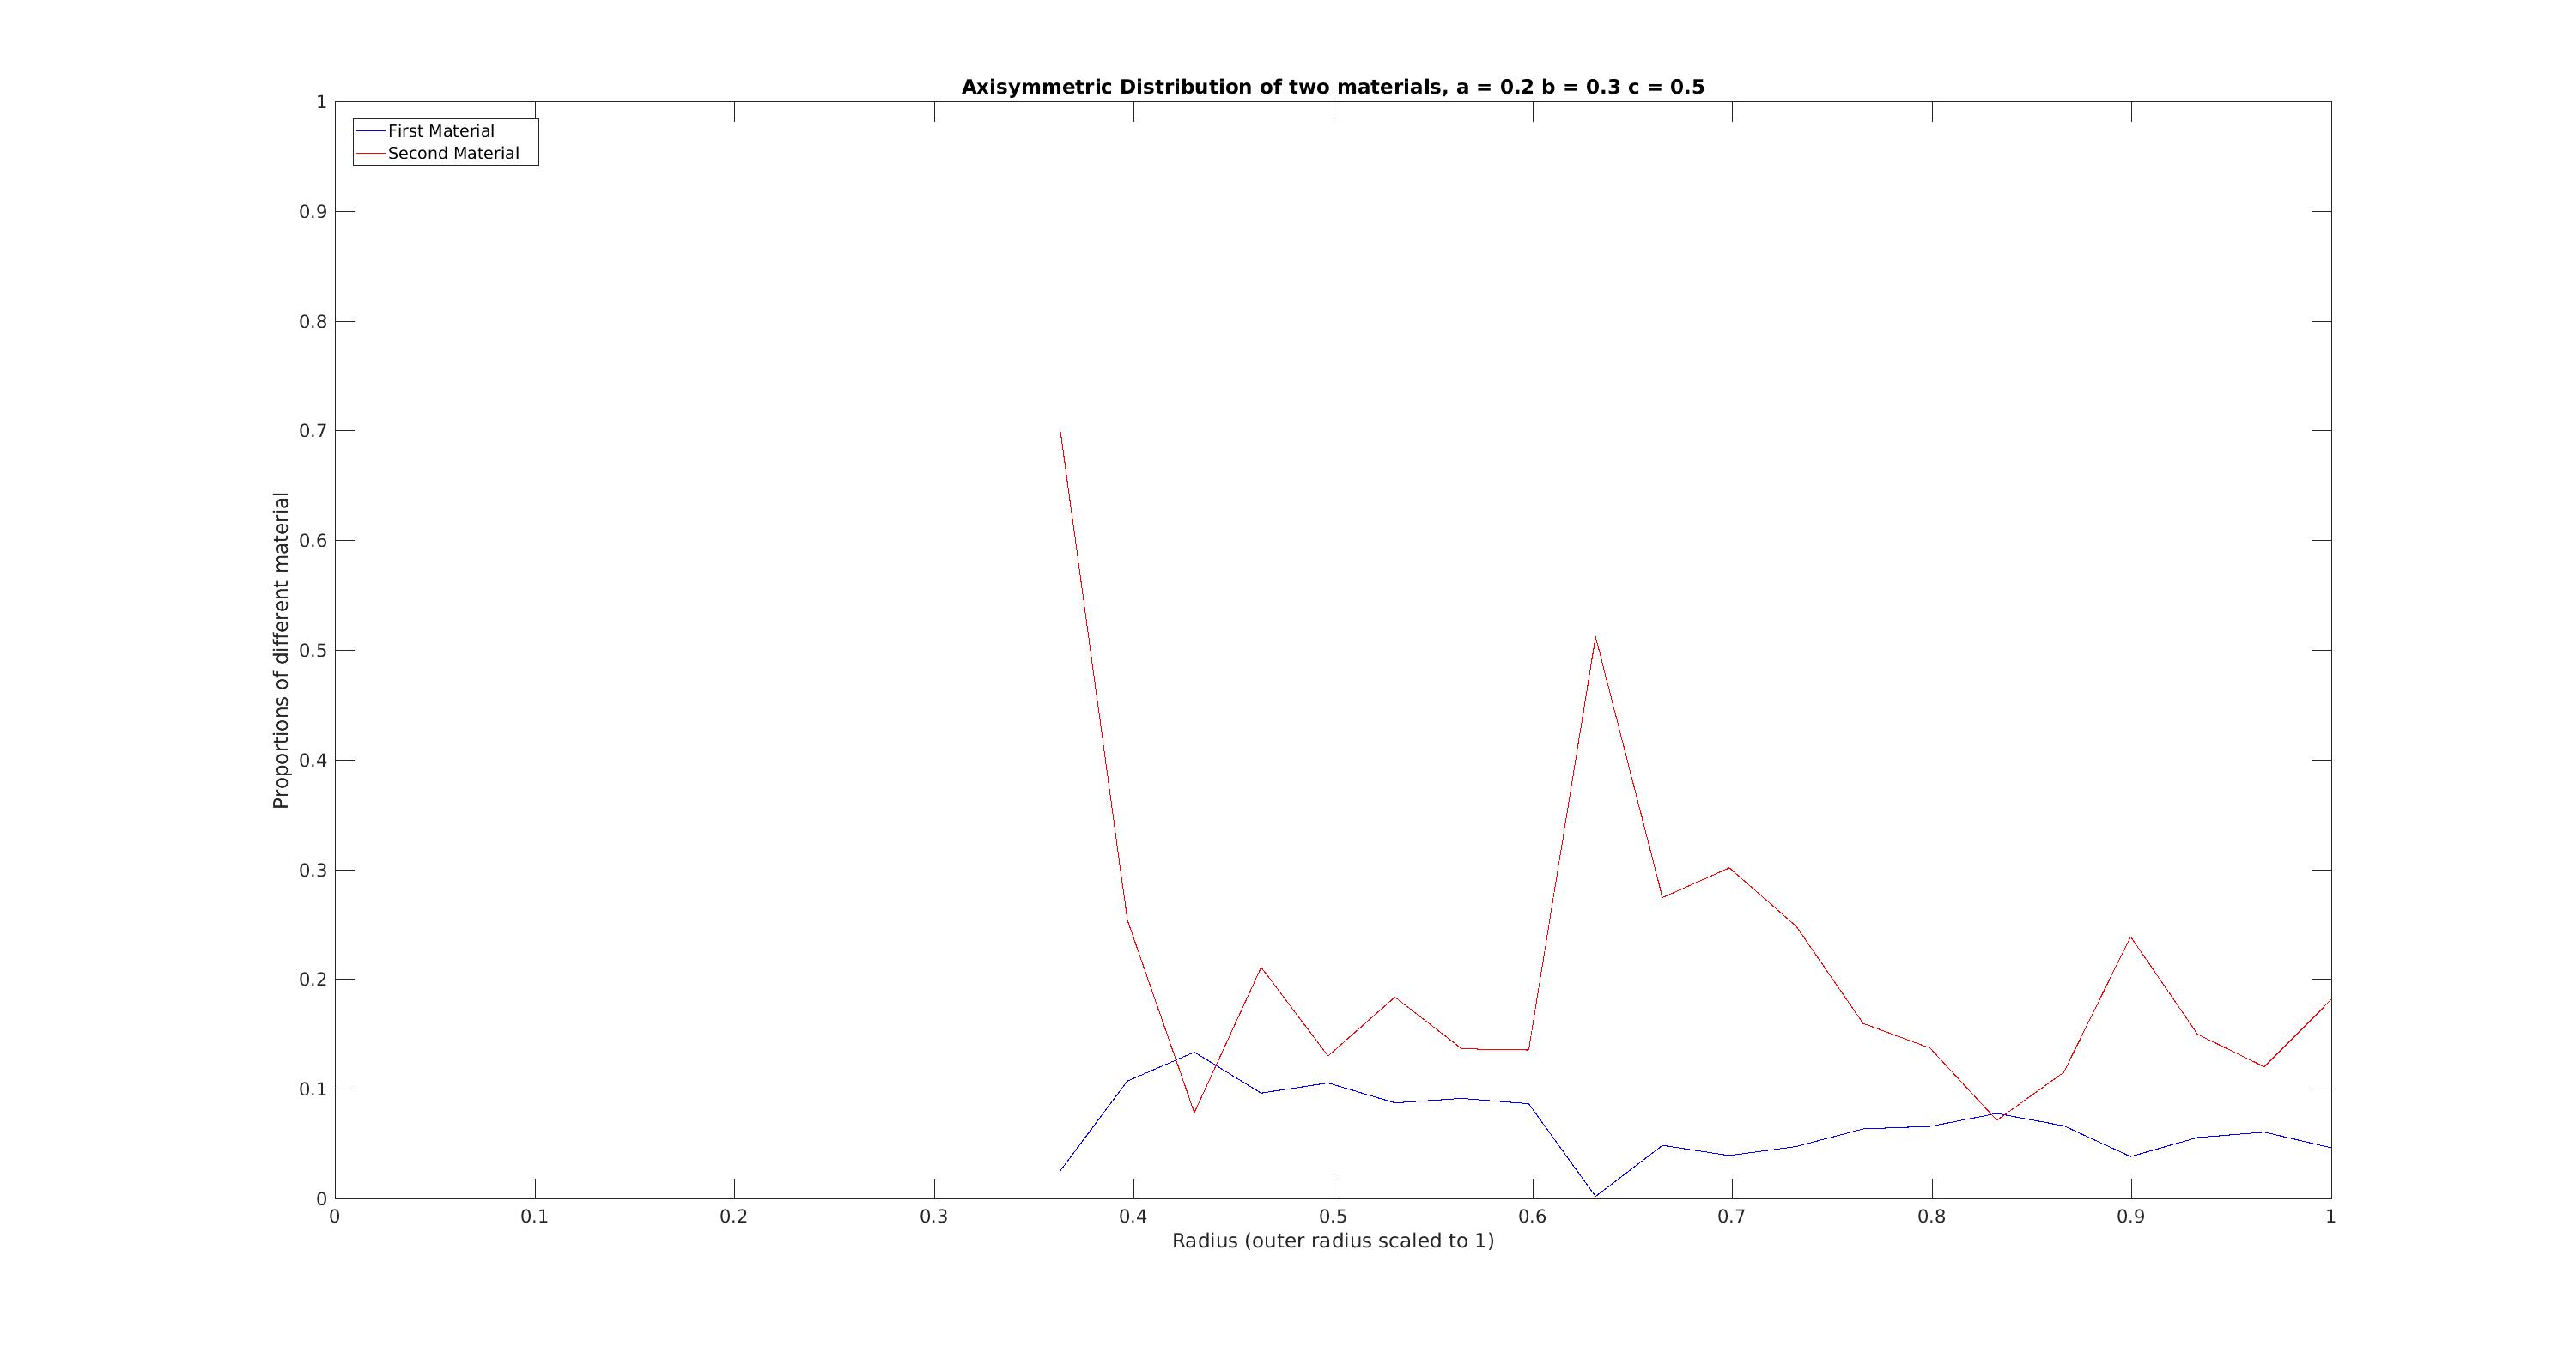 Axisymmetric Distribution of two materials, a = 0.2 b = 0.3 c = 0.5
First Material
Second Material
Proportions of different material
1
0.9
0.8
0.7
0.6
0.5
0.4
0.3
0.2
0.1
0
0 0.1 0.2 0.3 0.4 0.5 0.6 0.7 0.8 0.9 1
Radius (outer radius scaled to 1)